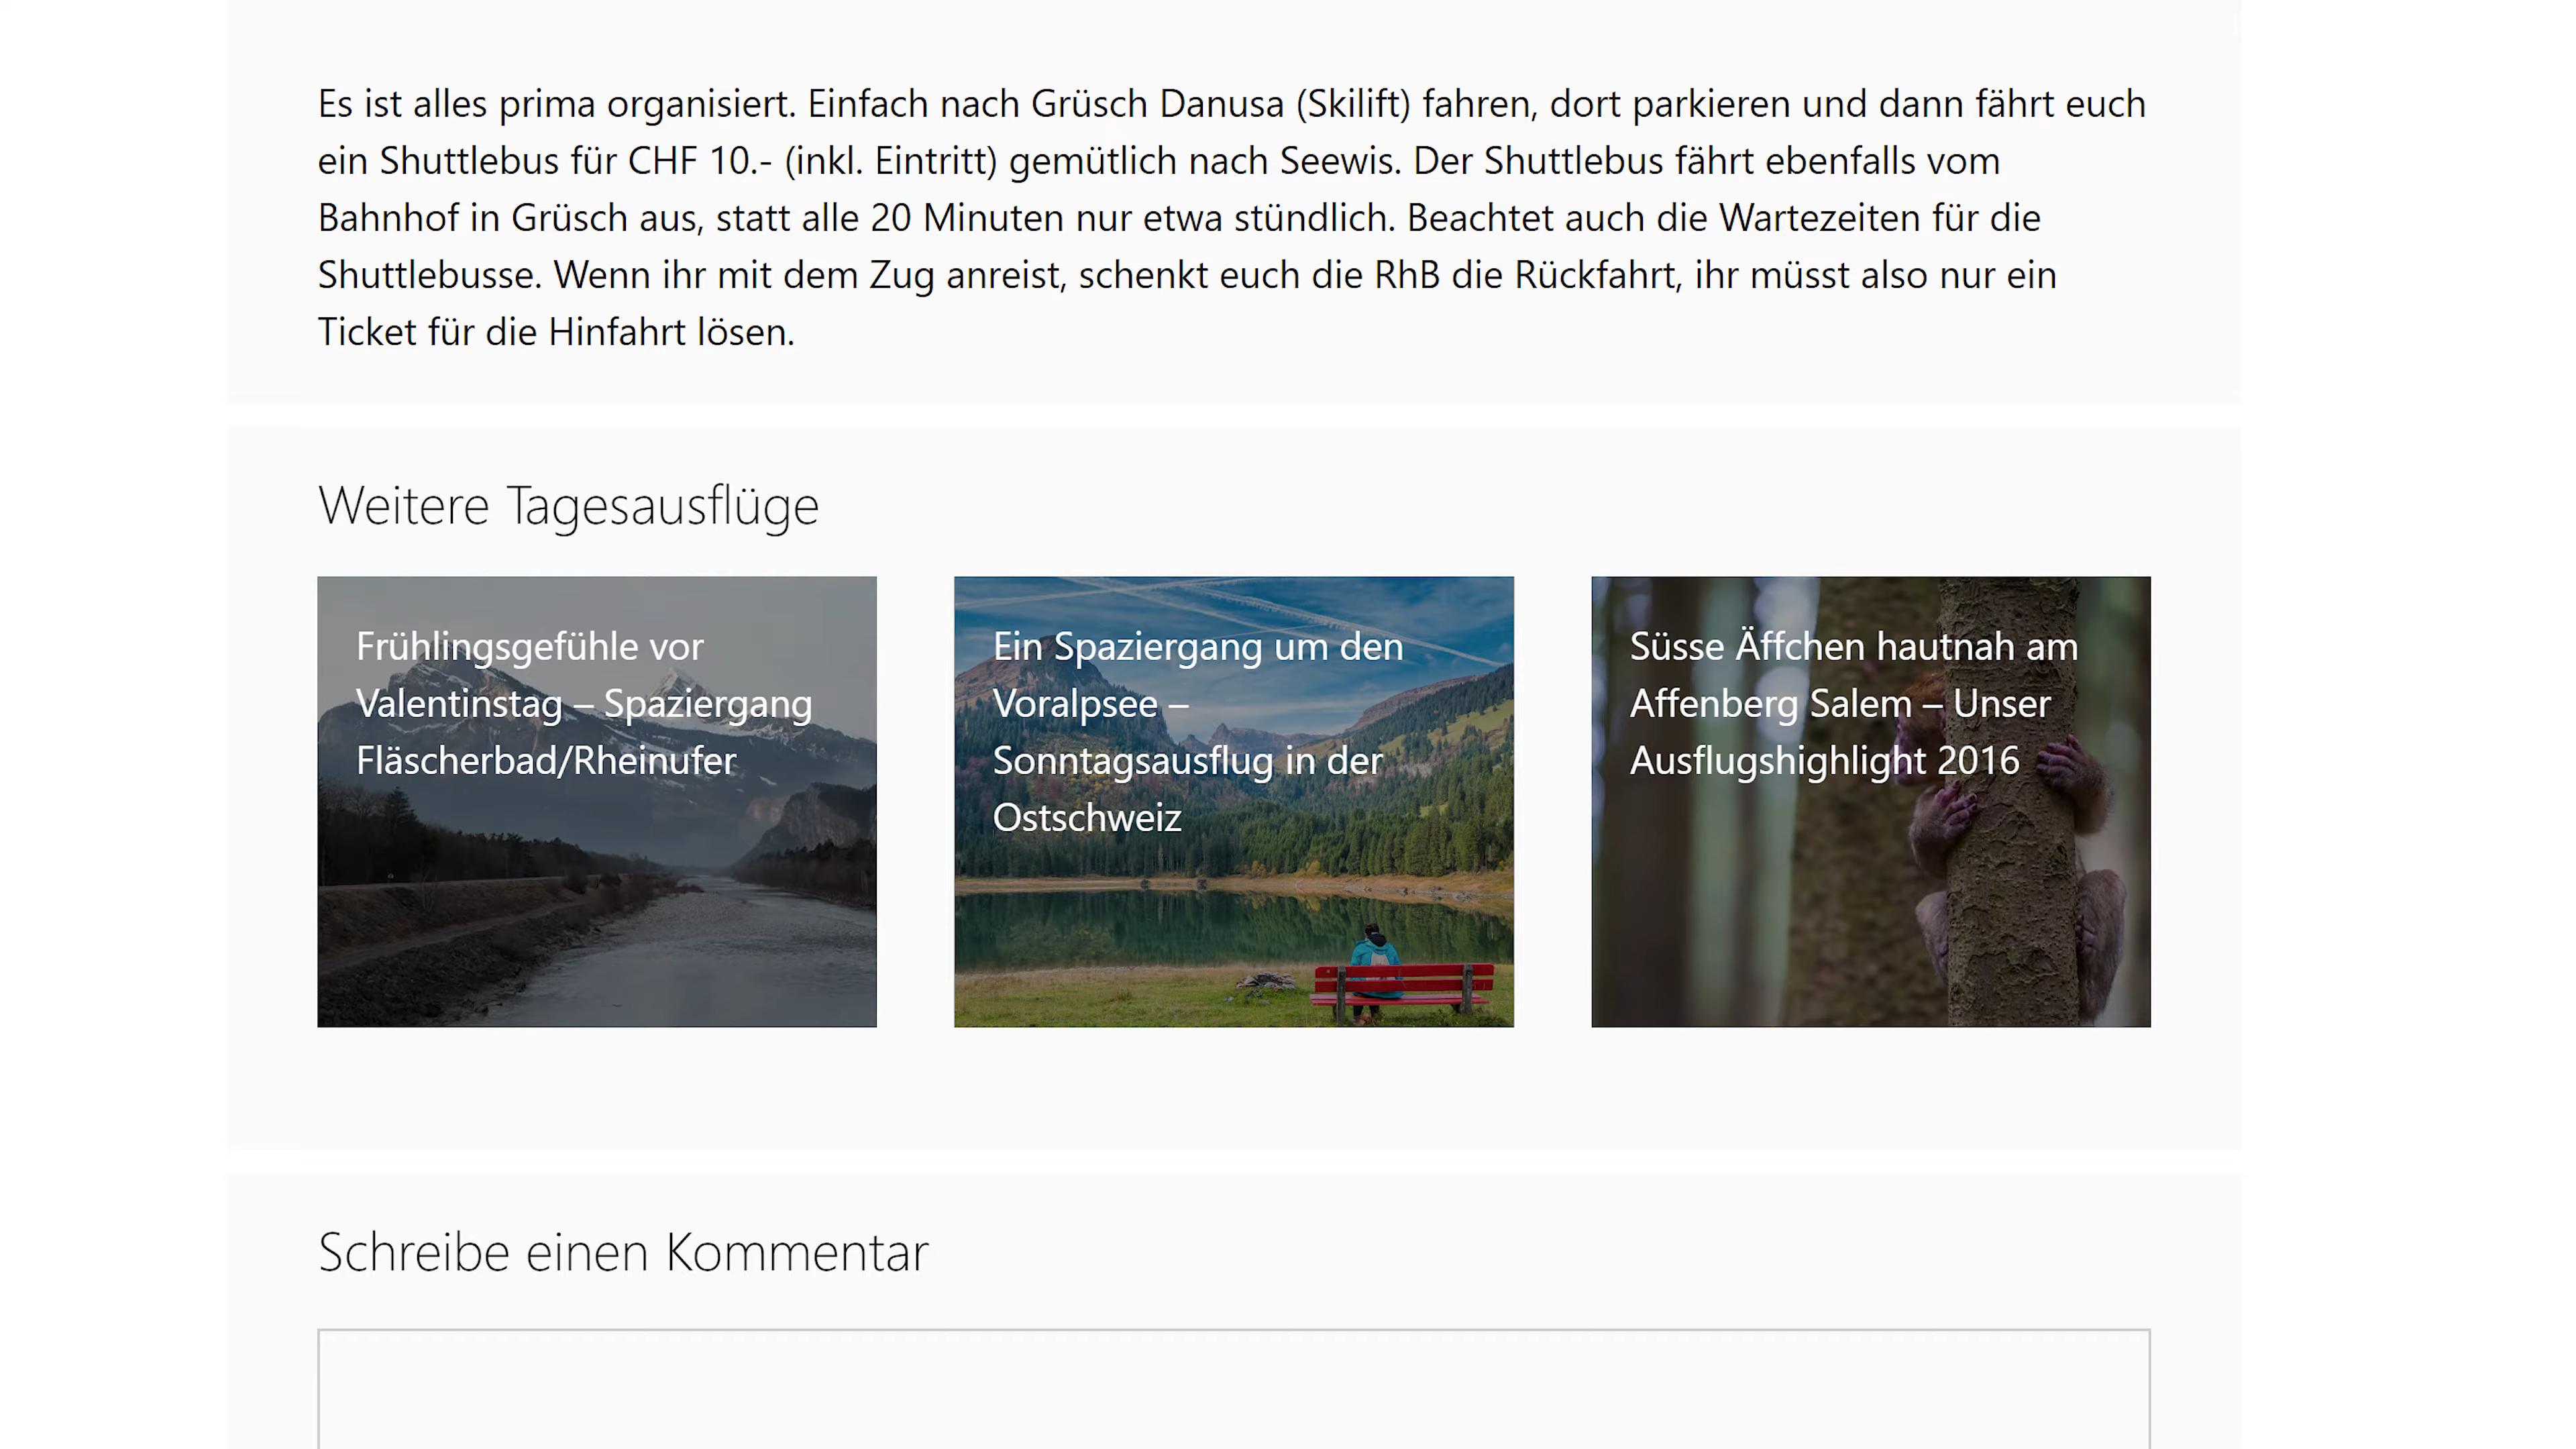 Es ist alles prima organisiert. Einfach nach Grüsch Danusa (Skilift) fahren, dort parkieren und dann fährt euch
ein Shuttlebus für CHF 10.- (inkl. Eintritt) gemütlich nach Seewis. Der Shuttlebus fährt ebenfalls vom
Bahnhof in Grüsch aus, statt alle 20 Minuten nur etwa stündlich. Beachtet auch die Wartezeiten für die
Shuttlebusse. Wenn ihr mit dem Zug anreist, schenkt euch die RhB die Rückfahrt, ihr müsst also nur ein
Ticket für die Hinfahrt lösen.
Weitere Tagesausflüge
Frühlingsgefühle vor
Valentinstag – Spaziergang
Fläscherbad/Rheinufer
Ein Spaziergang um den
Voralpsee –
Sonntagsausflug in der
Ostschweiz
Süsse Äffchen hautnah am
Affenberg Salem – Unser
Ausflugshighlight 2016
Schreibe einen Kommentar